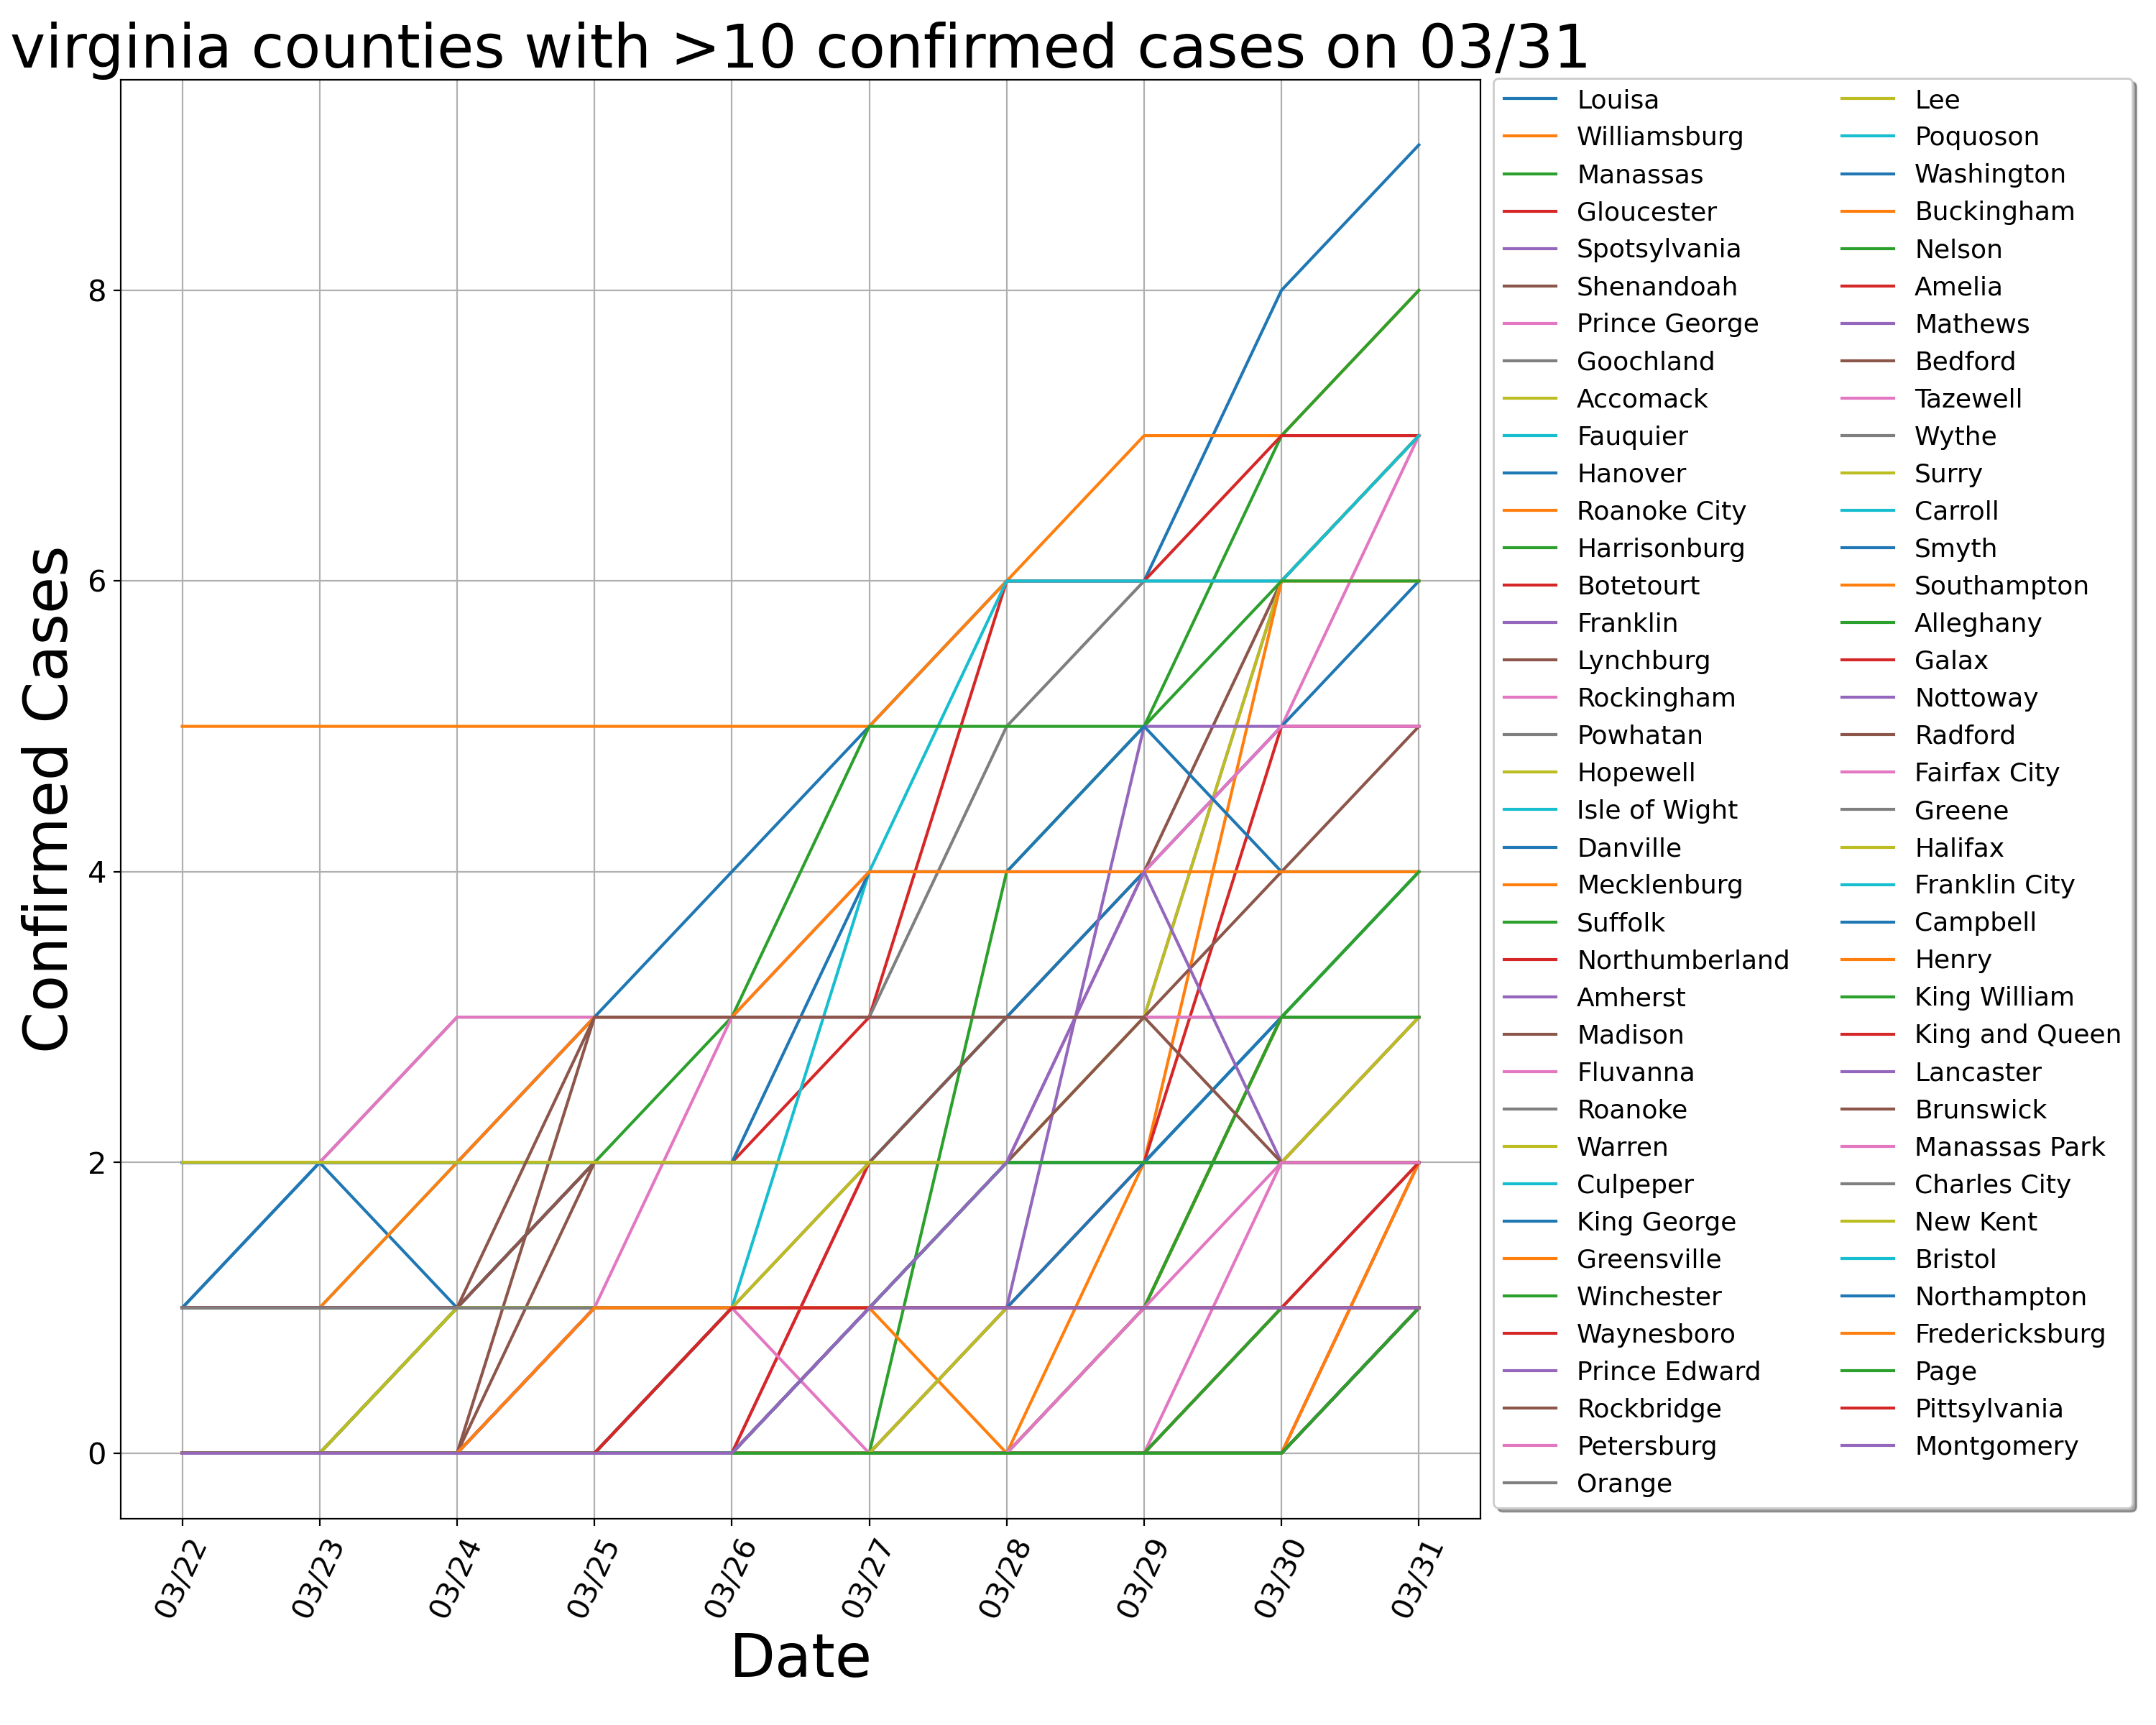 virginia counties with >10 confirmed cases on 03/31
Confirmed Cases
8
6
4
2
0
03/22
03/23
03/24
03/25
03/26
03/27
03/28
03/29
03/30
03/31
Date
Louisa
Williamsburg
Manassas
Gloucester
Spotsylvania
Shenandoah
Prince George
Goochland
Accomack
Fauquier
Hanover
Roanoke City
Harrisonburg
Botetourt
Franklin
Lynchburg
Rockingham
Powhatan
Hopewell
Isle of Wight
Danville
Mecklenburg
Suffolk
Northumberland
Amherst
Madison
Fluvanna
Roanoke
Warren
Culpeper
King George
Greensville
Winchester
Waynesboro
Prince Edward
Rockbridge
Petersburg
Orange
Lee
Poquoson
Washington
Buckingham
Nelson
Amelia
Mathews
Bedford
Tazewell
Wythe
Surry
Carroll
Smyth
Southampton
Alleghany
Galax
Nottoway
Radford
Fairfax City
Greene
Halifax
Franklin City
Campbell
Henry
King William
King and Queen
Lancaster
Brunswick
Manassas Park
Charles City
New Kent
Bristol
Northampton
Fredericksburg
Page
Pittsylvania
Montgomery